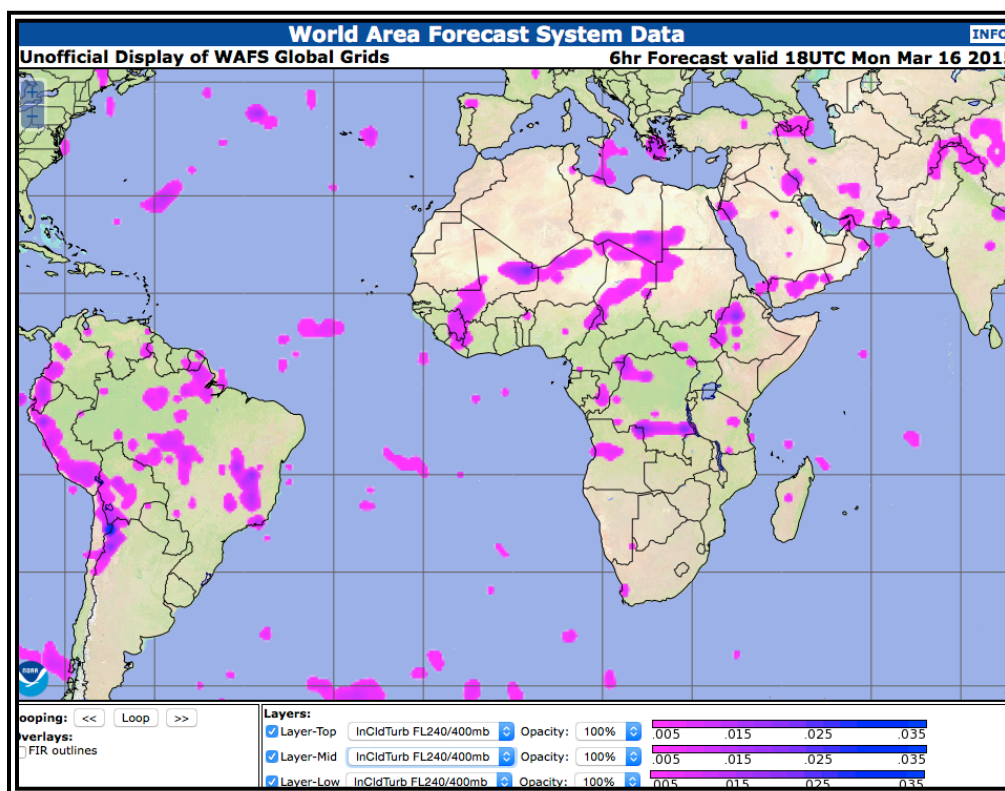 World Area Forecast System Data
INFO
Unofficial Display of WAFS Global Grids
6hr Forecast valid 18UTC Mon Mar 16 201
+
NOAA
ooping: << Loop >>
verlays:
FIR outlines
Layers:
Layer-Top InCldTurb FL240/400mb Opacity: 100% .005 .015 .025 .035
Layer-Mid InCldTurb FL240/400mb Opacity: 100% .005 .015 .025 .035
Layer-Low InCldTurb FL240/400mb Opacity: 100% .005 .015 .025 .035